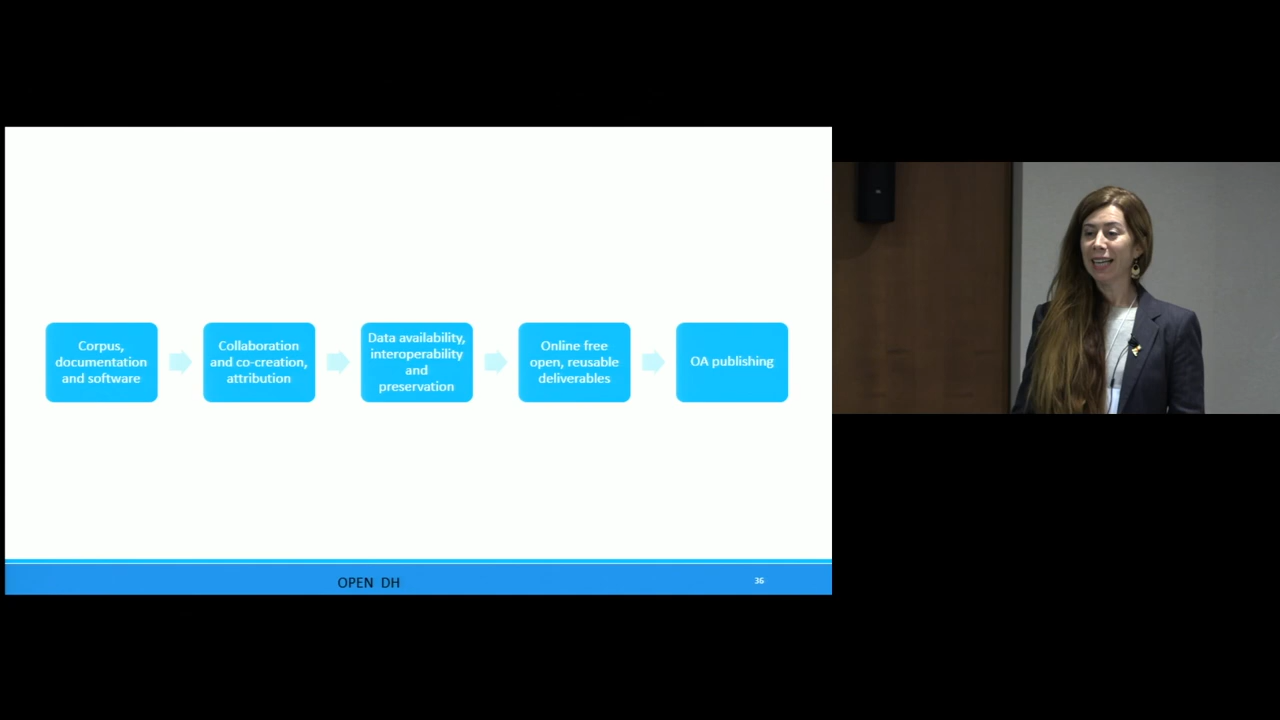 Corpus,
documentation
and software
Collaboration
and co-creation,
attribution
Data availability,
interoperability
and
preservation
Online free
open, reusable
deliverables
OA publishing
OPEN DH
36